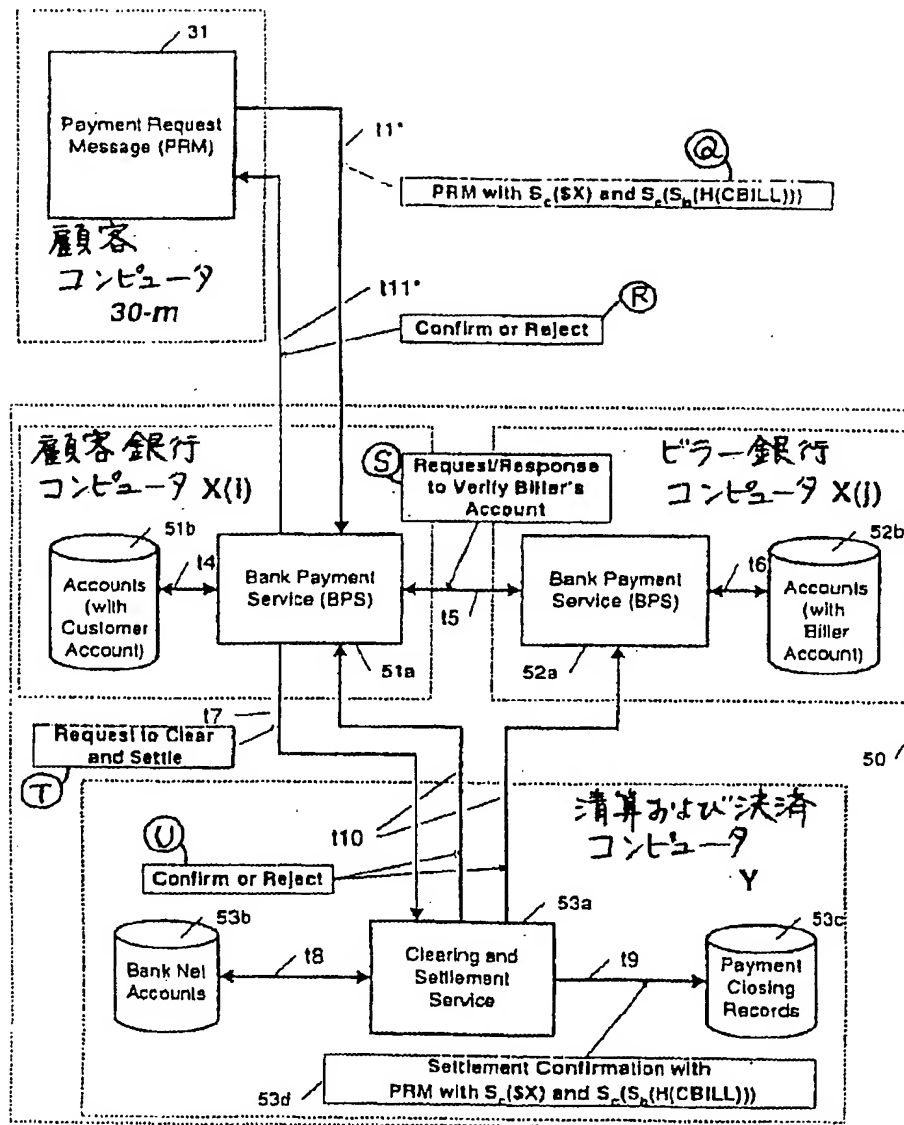 31
Payment Request
Message (PRM)
t1*
Q
PRM with Sc($X) and Sc(Sb(H(CBILL)))
顧客
コンピュータ
30-m
t11*
R
Confirm or Reject
顧客銀行
コンピュータ X(i)
ビラー銀行
コンピュータ X(j)
S
Request/Response
to Verify Biller's
Account
51b
t4
Accounts
(with
Customer
Account)
Bank Payment
Service (BPS)
51a
t5
Bank Payment
Service (BPS)
52a
t6
52b
Accounts
(with
Biller
Account)
t7
Request to Clear
and Settle
T
50
清算および決済
コンピュータ
Y
t10
U
Confirm or Reject
53b
Bank Net
Accounts
t8
53a
Clearing and
Settlement
Service
t9
53c
Payment
Closing
Records
Settlement Confirmation with
PRM with Sc($X) and Sc(Sb(H(CBILL)))
53d